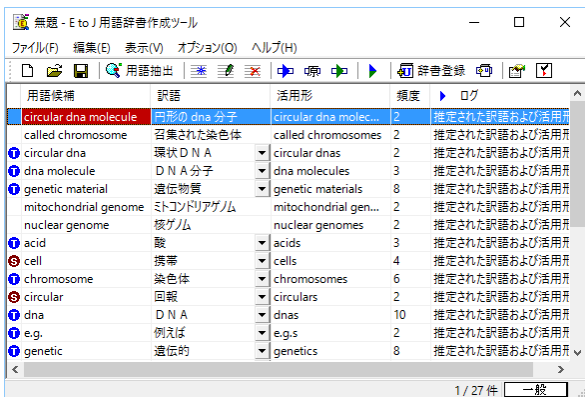 無題 - E to J 用語辞書作成ツール
ファイル(F) 編集(E) 表示(V) オプション(O) ヘルプ(H)
用語抽出 辞書登録
用語候補 訳語 活用形 頻度 ログ
circular dna molecule 円形の dna 分子 circular dna molec... 2 推定された訳語および活用形
called chromosome 召集された染色体 called chromosomes 2 推定された訳語および活用形
T circular dna 環状ＤＮＡ circular dnas 2 推定された訳語および活用形
T dna molecule ＤＮＡ分子 dna molecules 3 推定された訳語および活用形
T genetic material 遺伝物質 genetic materials 8 推定された訳語および活用形
mitochondrial genome ミトコンドリアゲノム mitochondrial gen... 2 推定された訳語および活用形
nuclear genome 核ゲノム nuclear genomes 2 推定された訳語および活用形
T acid 酸 acids 3 推定された訳語および活用形
S cell 携帯 cells 4 推定された訳語および活用形
T chromosome 染色体 chromosomes 6 推定された訳語および活用形
S circular 回報 circulars 2 推定された訳語および活用形
T dna ＤＮＡ dnas 10 推定された訳語および活用形
T e.g. 例えば e.g.s 2 推定された訳語および活用形
T genetic 遺伝的 genetics 8 推定された訳語および活用形
1 / 27 件 一般